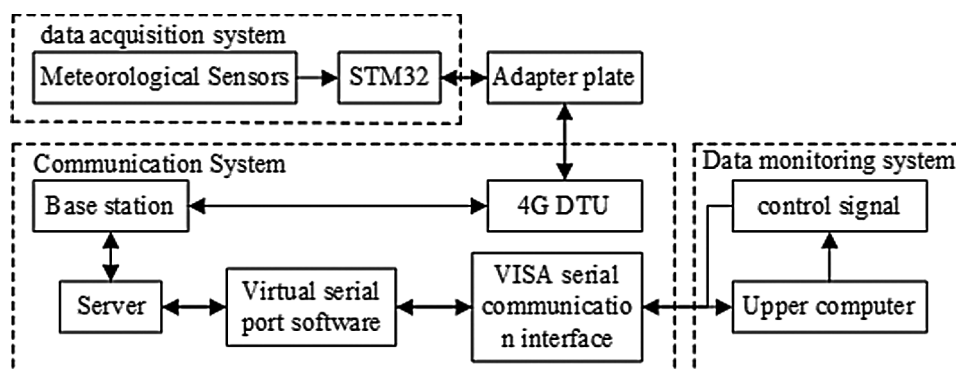 data acquisition system
Meteorological Sensors
STM32
Adapter plate
Communication System
Data monitoring system
Base station
4G DTU
control signal
Server
Virtual serial
port software
VISA serial
communicatio
n interface
Upper computer